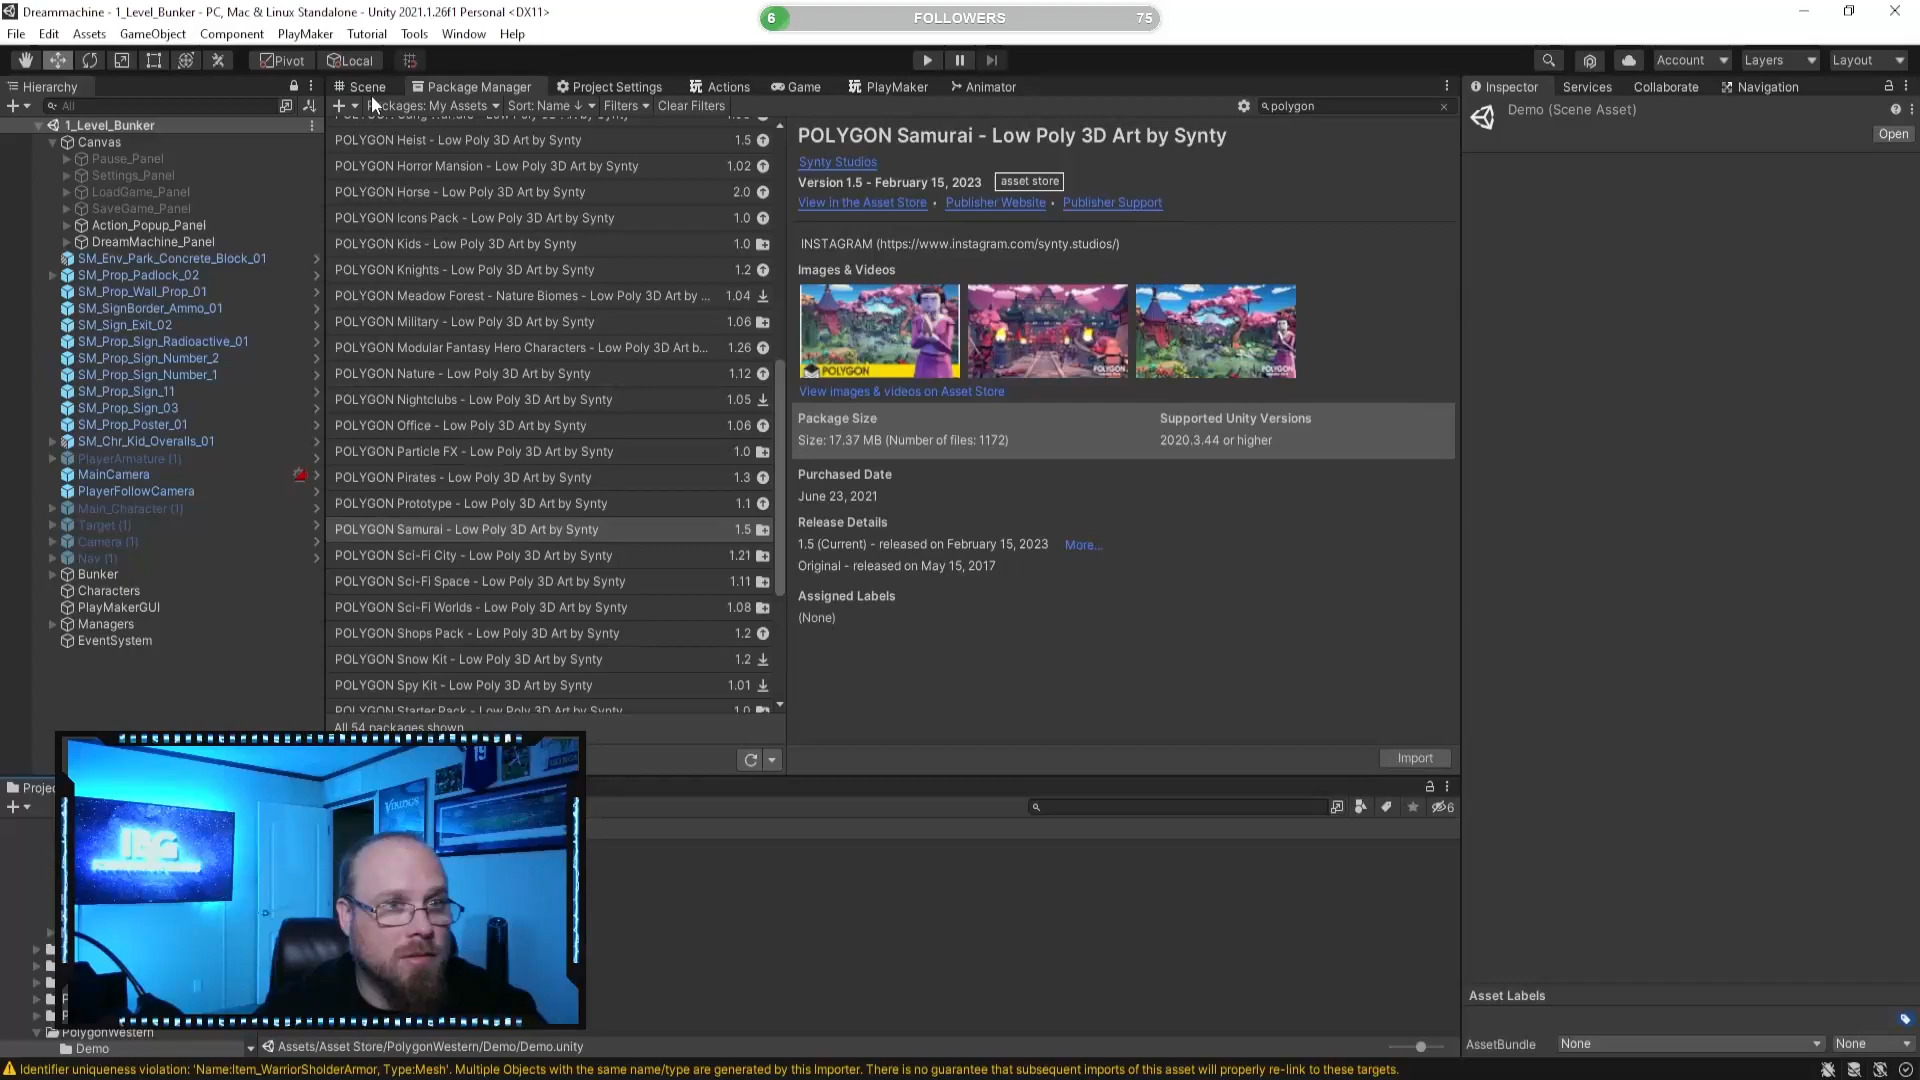 Dreammachine - 1_Level_Bunker - PC, Mac & Linux Standalone - Unity 2021.1.26f1 Personal <DX11>
6 FOLLOWERS 75
File Edit Assets GameObject Component PlayMaker Tutorial Tools Window Help
Pivot Local Account Layers Layout
Hierarchy Scene Package Manager Project Settings Actions Game PlayMaker Animator Inspector Services Collaborate Navigation
All Packages: My Assets Sort: Name ↓ Filters Clear Filters polygon
Demo (Scene Asset)
Open
1_Level_Bunker
Canvas
Pause_Panel
Settings_Panel
LoadGame_Panel
SaveGame_Panel
Action_Popup_Panel
DreamMachine_Panel
SM_Env_Park_Concrete_Block_01
SM_Prop_Padlock_02
SM_Prop_Wall_Prop_01
SM_SignBorder_Ammo_01
SM_Sign_Exit_02
SM_Prop_Sign_Radioactive_01
SM_Prop_Sign_Number_2
SM_Prop_Sign_Number_1
SM_Prop_Sign_11
SM_Prop_Sign_03
SM_Prop_Poster_01
SM_Chr_Kid_Overalls_01
PlayerArmature (1)
MainCamera
PlayerFollowCamera
Main_Character (1)
Target (1)
Camera (1)
Nav (1)
Bunker
Characters
PlayMakerGUI
Managers
EventSystem
POLYGON Heist - Low Poly 3D Art by Synty 1.5
POLYGON Horror Mansion - Low Poly 3D Art by Synty 1.02
POLYGON Horse - Low Poly 3D Art by Synty 2.0
POLYGON Icons Pack - Low Poly 3D Art by Synty 1.0
POLYGON Kids - Low Poly 3D Art by Synty 1.0
POLYGON Knights - Low Poly 3D Art by Synty 1.2
POLYGON Meadow Forest - Nature Biomes - Low Poly 3D Art by ... 1.04
POLYGON Military - Low Poly 3D Art by Synty 1.06
POLYGON Modular Fantasy Hero Characters - Low Poly 3D Art b... 1.26
POLYGON Nature - Low Poly 3D Art by Synty 1.12
POLYGON Nightclubs - Low Poly 3D Art by Synty 1.05
POLYGON Office - Low Poly 3D Art by Synty 1.06
POLYGON Particle FX - Low Poly 3D Art by Synty 1.0
POLYGON Pirates - Low Poly 3D Art by Synty 1.3
POLYGON Prototype - Low Poly 3D Art by Synty 1.1
POLYGON Samurai - Low Poly 3D Art by Synty 1.5
POLYGON Sci-Fi City - Low Poly 3D Art by Synty 1.21
POLYGON Sci-Fi Space - Low Poly 3D Art by Synty 1.11
POLYGON Sci-Fi Worlds - Low Poly 3D Art by Synty 1.08
POLYGON Shops Pack - Low Poly 3D Art by Synty 1.2
POLYGON Snow Kit - Low Poly 3D Art by Synty 1.2
POLYGON Spy Kit - Low Poly 3D Art by Synty 1.01
POLYGON Starter Pack - Low Poly 3D Art by Synty 1.0
All 54 packages shown
POLYGON Samurai - Low Poly 3D Art by Synty
Synty Studios
Version 1.5 - February 15, 2023 asset store
View in the Asset Store • Publisher Website • Publisher Support
INSTAGRAM (https://www.instagram.com/synty.studios/)
Images & Videos
POLYGON
View images & videos on Asset Store
Package Size Supported Unity Versions
Size: 17.37 MB (Number of files: 1172) 2020.3.44 or higher
Purchased Date
June 23, 2021
Release Details
1.5 (Current) - released on February 15, 2023 More...
Original - released on May 15, 2017
Assigned Labels
(None)
Import
6
19
VIKINGS
IRG
PolygonWestern
Demo
Assets/Asset Store/PolygonWestern/Demo/Demo.unity
Asset Labels
AssetBundle None None
Identifier uniqueness violation: 'Name:Item_WarriorSholderArmor, Type:Mesh'. Multiple Objects with the same name/type are generated by this Importer. There is no guarantee that subsequent imports of this asset will properly re-link to these targets.